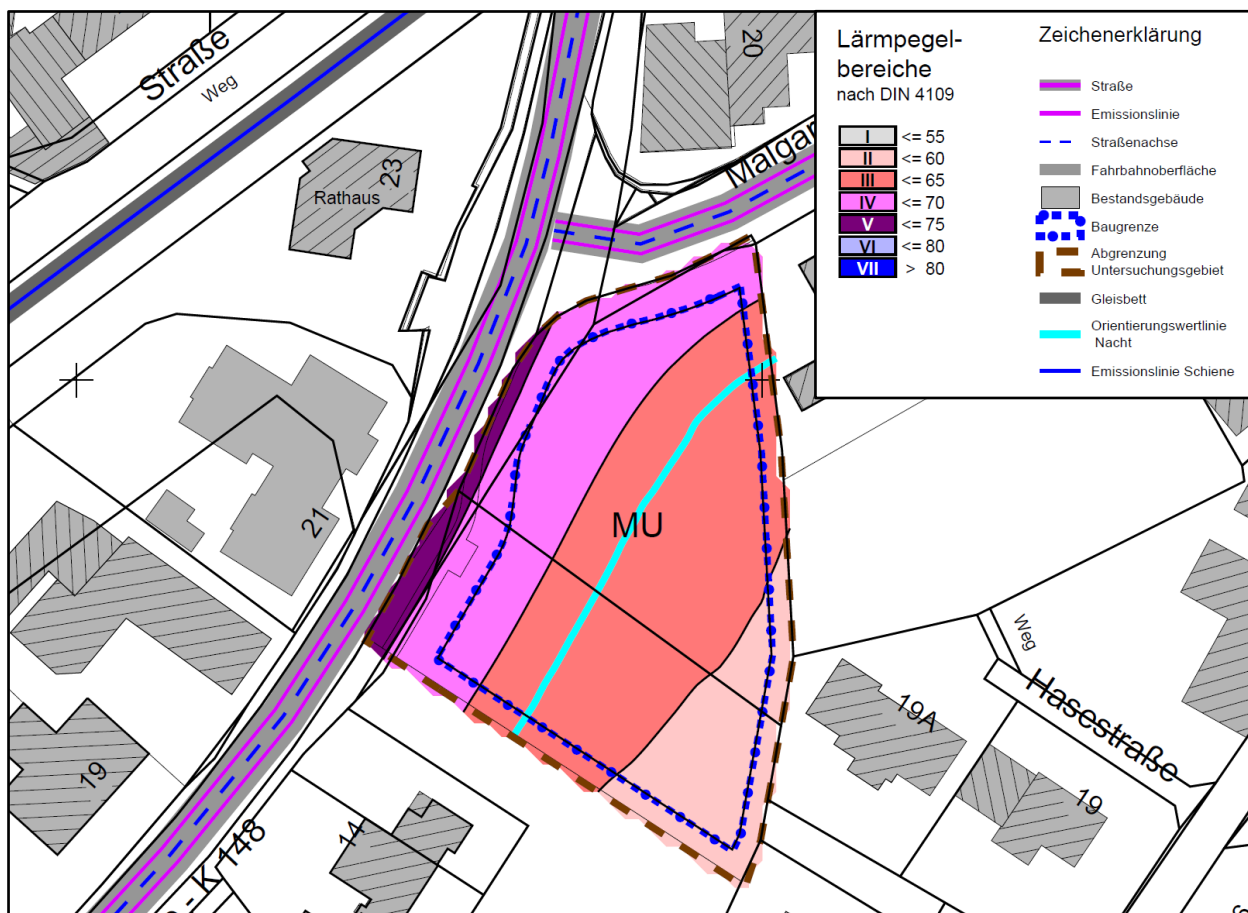 Straße
Weg
Rathaus
23
20
Malgar
21
MU
19
14
K 148
Weg
Hasestraße
19A
19
Lärmpegel-
bereiche
nach DIN 4109
I <= 55
II <= 60
III <= 65
IV <= 70
V <= 75
VI <= 80
VII > 80
Zeichenerklärung
Straße
Emissionslinie
Straßenachse
Fahrbahnoberfläche
Bestandsgebäude
Baugrenze
Abgrenzung
Untersuchungsgebiet
Gleisbett
Orientierungswertlinie
Nacht
Emissionslinie Schiene